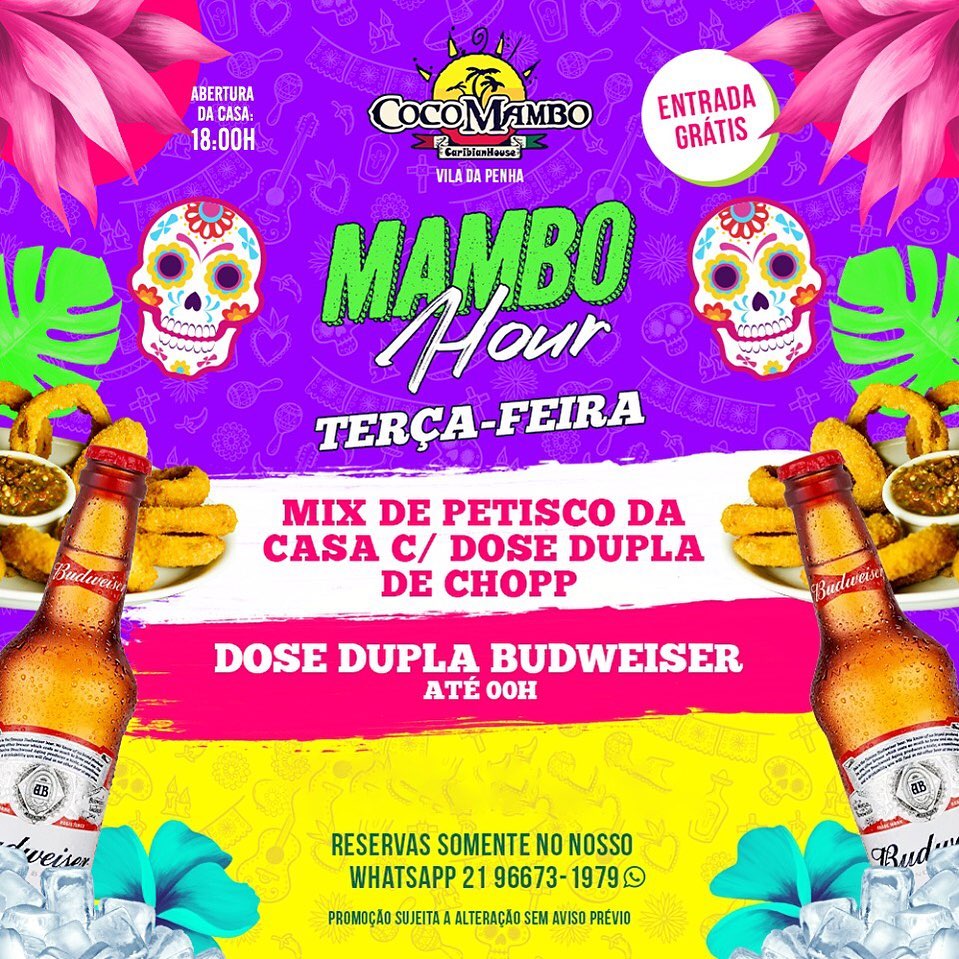 ABERTURA
DA CASA:
18:00H
COCOMAMBO
CaribianHouse
VILA DA PENHA
ENTRADA
GRÁTIS
MAMBO
Hour
TERÇA-FEIRA
MIX DE PETISCO DA
CASA C/ DOSE DUPLA
DE CHOPP
DOSE DUPLA BUDWEISER
ATÉ 00H
Budweiser
Budweiser
RESERVAS SOMENTE NO NOSSO
WHATSAPP 21 96673-1979
PROMOÇÃO SUJEITA A ALTERAÇÃO SEM AVISO PRÉVIO